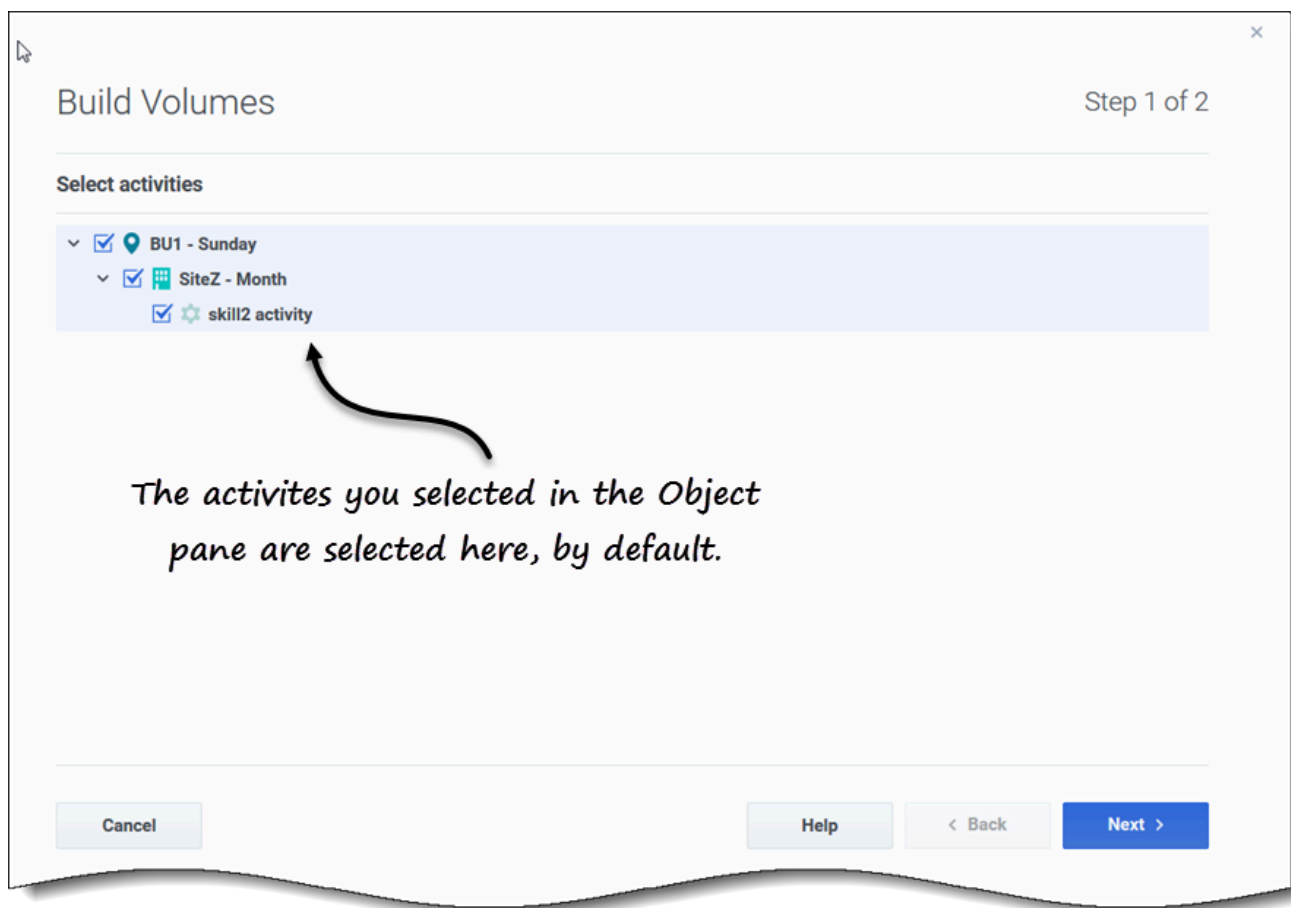 Build Volumes
Step 1 of 2
Select activities
BU1 - Sunday
SiteZ - Month
skill2 activity
The activites you selected in the Object
pane are selected here, by default.
Cancel
Help
< Back
Next >